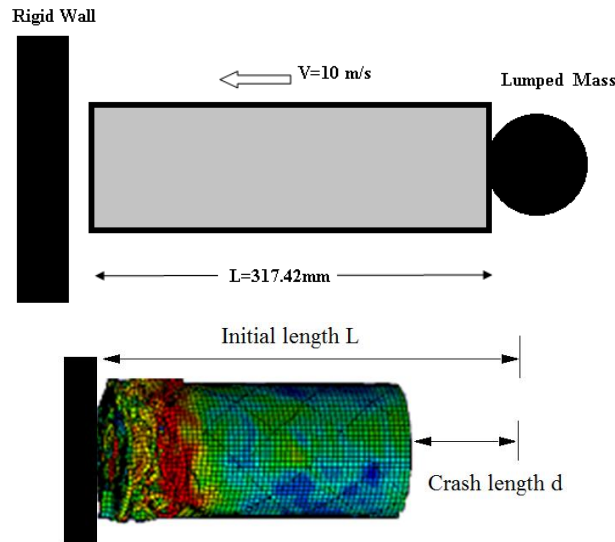 Rigid Wall
V=10 m/s
Lumped Mass
L=317.42mm
Initial length L
Crash length d